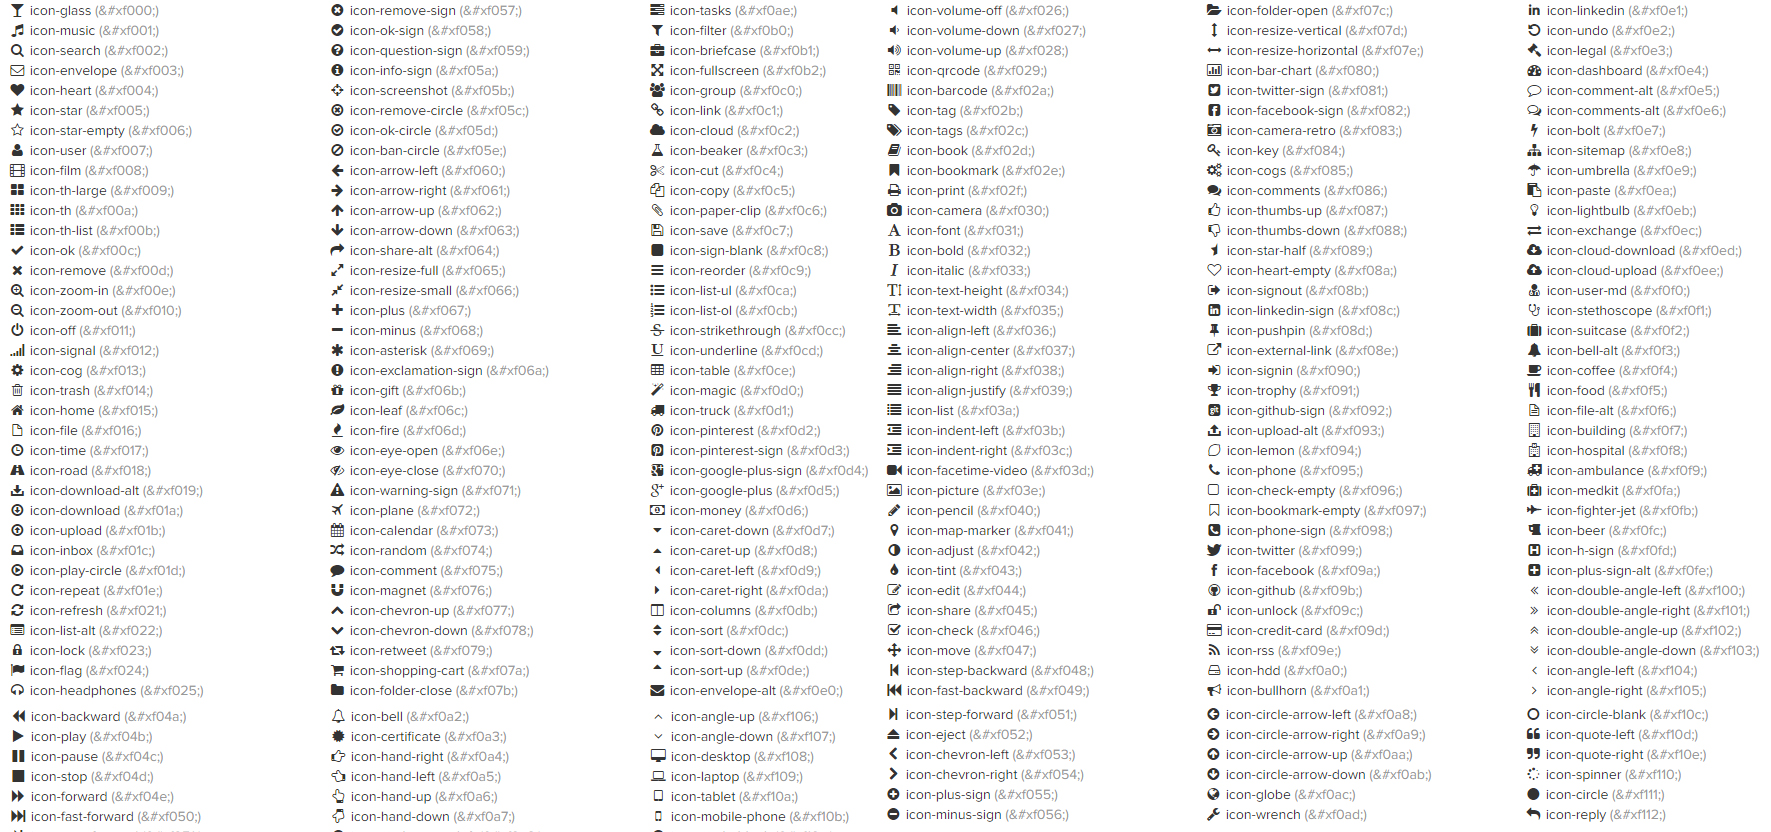 icon-glass (&#xf000;)
icon-music (&#xf001;)
icon-search (&#xf002;)
icon-envelope (&#xf003;)
icon-heart (&#xf004;)
icon-star (&#xf005;)
icon-star-empty (&#xf006;)
icon-user (&#xf007;)
icon-film (&#xf008;)
icon-th-large (&#xf009;)
icon-th (&#xf00a;)
icon-th-list (&#xf00b;)
icon-ok (&#xf00c;)
icon-remove (&#xf00d;)
icon-zoom-in (&#xf00e;)
icon-zoom-out (&#xf010;)
icon-off (&#xf011;)
icon-signal (&#xf012;)
icon-cog (&#xf013;)
icon-trash (&#xf014;)
icon-home (&#xf015;)
icon-file (&#xf016;)
icon-time (&#xf017;)
icon-road (&#xf018;)
icon-download-alt (&#xf019;)
icon-download (&#xf01a;)
icon-upload (&#xf01b;)
icon-inbox (&#xf01c;)
icon-play-circle (&#xf01d;)
icon-repeat (&#xf01e;)
icon-refresh (&#xf021;)
icon-list-alt (&#xf022;)
icon-lock (&#xf023;)
icon-flag (&#xf024;)
icon-headphones (&#xf025;)
icon-backward (&#xf04a;)
icon-play (&#xf04b;)
icon-pause (&#xf04c;)
icon-stop (&#xf04d;)
icon-forward (&#xf04e;)
icon-fast-forward (&#xf050;)
icon-remove-sign (&#xf057;)
icon-ok-sign (&#xf058;)
icon-question-sign (&#xf059;)
icon-info-sign (&#xf05a;)
icon-screenshot (&#xf05b;)
icon-remove-circle (&#xf05c;)
icon-ok-circle (&#xf05d;)
icon-ban-circle (&#xf05e;)
icon-arrow-left (&#xf060;)
icon-arrow-right (&#xf061;)
icon-arrow-up (&#xf062;)
icon-arrow-down (&#xf063;)
icon-share-alt (&#xf064;)
icon-resize-full (&#xf065;)
icon-resize-small (&#xf066;)
icon-plus (&#xf067;)
icon-minus (&#xf068;)
icon-asterisk (&#xf069;)
icon-exclamation-sign (&#xf06a;)
icon-gift (&#xf06b;)
icon-leaf (&#xf06c;)
icon-fire (&#xf06d;)
icon-eye-open (&#xf06e;)
icon-eye-close (&#xf070;)
icon-warning-sign (&#xf071;)
icon-plane (&#xf072;)
icon-calendar (&#xf073;)
icon-random (&#xf074;)
icon-comment (&#xf075;)
icon-magnet (&#xf076;)
icon-chevron-up (&#xf077;)
icon-chevron-down (&#xf078;)
icon-retweet (&#xf079;)
icon-shopping-cart (&#xf07a;)
icon-folder-close (&#xf07b;)
icon-bell (&#xf0a2;)
icon-certificate (&#xf0a3;)
icon-hand-right (&#xf0a4;)
icon-hand-left (&#xf0a5;)
icon-hand-up (&#xf0a6;)
icon-hand-down (&#xf0a7;)
icon-tasks (&#xf0ae;)
icon-filter (&#xf0b0;)
icon-briefcase (&#xf0b1;)
icon-fullscreen (&#xf0b2;)
icon-group (&#xf0c0;)
icon-link (&#xf0c1;)
icon-cloud (&#xf0c2;)
icon-beaker (&#xf0c3;)
icon-cut (&#xf0c4;)
icon-copy (&#xf0c5;)
icon-paper-clip (&#xf0c6;)
icon-save (&#xf0c7;)
icon-sign-blank (&#xf0c8;)
icon-reorder (&#xf0c9;)
icon-list-ul (&#xf0ca;)
icon-list-ol (&#xf0cb;)
icon-strikethrough (&#xf0cc;)
icon-underline (&#xf0cd;)
icon-table (&#xf0ce;)
icon-magic (&#xf0d0;)
icon-truck (&#xf0d1;)
icon-pinterest (&#xf0d2;)
icon-pinterest-sign (&#xf0d3;)
icon-google-plus-sign (&#xf0d4;)
icon-google-plus (&#xf0d5;)
icon-money (&#xf0d6;)
icon-caret-down (&#xf0d7;)
icon-caret-up (&#xf0d8;)
icon-caret-left (&#xf0d9;)
icon-caret-right (&#xf0da;)
icon-columns (&#xf0db;)
icon-sort (&#xf0dc;)
icon-sort-down (&#xf0dd;)
icon-sort-up (&#xf0de;)
icon-envelope-alt (&#xf0e0;)
icon-angle-up (&#xf106;)
icon-angle-down (&#xf107;)
icon-desktop (&#xf108;)
icon-laptop (&#xf109;)
icon-tablet (&#xf10a;)
icon-mobile-phone (&#xf10b;)
icon-volume-off (&#xf026;)
icon-volume-down (&#xf027;)
icon-volume-up (&#xf028;)
icon-qrcode (&#xf029;)
icon-barcode (&#xf02a;)
icon-tag (&#xf02b;)
icon-tags (&#xf02c;)
icon-book (&#xf02d;)
icon-bookmark (&#xf02e;)
icon-print (&#xf02f;)
icon-camera (&#xf030;)
icon-font (&#xf031;)
icon-bold (&#xf032;)
icon-italic (&#xf033;)
icon-text-height (&#xf034;)
icon-text-width (&#xf035;)
icon-align-left (&#xf036;)
icon-align-center (&#xf037;)
icon-align-right (&#xf038;)
icon-align-justify (&#xf039;)
icon-list (&#xf03a;)
icon-indent-left (&#xf03b;)
icon-indent-right (&#xf03c;)
icon-facetime-video (&#xf03d;)
icon-picture (&#xf03e;)
icon-pencil (&#xf040;)
icon-map-marker (&#xf041;)
icon-adjust (&#xf042;)
icon-tint (&#xf043;)
icon-edit (&#xf044;)
icon-share (&#xf045;)
icon-check (&#xf046;)
icon-move (&#xf047;)
icon-step-backward (&#xf048;)
icon-fast-backward (&#xf049;)
icon-step-forward (&#xf051;)
icon-eject (&#xf052;)
icon-chevron-left (&#xf053;)
icon-chevron-right (&#xf054;)
icon-plus-sign (&#xf055;)
icon-minus-sign (&#xf056;)
icon-folder-open (&#xf07c;)
icon-resize-vertical (&#xf07d;)
icon-resize-horizontal (&#xf07e;)
icon-bar-chart (&#xf080;)
icon-twitter-sign (&#xf081;)
icon-facebook-sign (&#xf082;)
icon-camera-retro (&#xf083;)
icon-key (&#xf084;)
icon-cogs (&#xf085;)
icon-comments (&#xf086;)
icon-thumbs-up (&#xf087;)
icon-thumbs-down (&#xf088;)
icon-star-half (&#xf089;)
icon-heart-empty (&#xf08a;)
icon-signout (&#xf08b;)
icon-linkedin-sign (&#xf08c;)
icon-pushpin (&#xf08d;)
icon-external-link (&#xf08e;)
icon-signin (&#xf090;)
icon-trophy (&#xf091;)
icon-github-sign (&#xf092;)
icon-upload-alt (&#xf093;)
icon-lemon (&#xf094;)
icon-phone (&#xf095;)
icon-check-empty (&#xf096;)
icon-bookmark-empty (&#xf097;)
icon-phone-sign (&#xf098;)
icon-twitter (&#xf099;)
icon-facebook (&#xf09a;)
icon-github (&#xf09b;)
icon-unlock (&#xf09c;)
icon-credit-card (&#xf09d;)
icon-rss (&#xf09e;)
icon-hdd (&#xf0a0;)
icon-bullhorn (&#xf0a1;)
icon-circle-arrow-left (&#xf0a8;)
icon-circle-arrow-right (&#xf0a9;)
icon-circle-arrow-up (&#xf0aa;)
icon-circle-arrow-down (&#xf0ab;)
icon-globe (&#xf0ac;)
icon-wrench (&#xf0ad;)
icon-linkedin (&#xf0e1;)
icon-undo (&#xf0e2;)
icon-legal (&#xf0e3;)
icon-dashboard (&#xf0e4;)
icon-comment-alt (&#xf0e5;)
icon-comments-alt (&#xf0e6;)
icon-bolt (&#xf0e7;)
icon-sitemap (&#xf0e8;)
icon-umbrella (&#xf0e9;)
icon-paste (&#xf0ea;)
icon-lightbulb (&#xf0eb;)
icon-exchange (&#xf0ec;)
icon-cloud-download (&#xf0ed;)
icon-cloud-upload (&#xf0ee;)
icon-user-md (&#xf0f0;)
icon-stethoscope (&#xf0f1;)
icon-suitcase (&#xf0f2;)
icon-bell-alt (&#xf0f3;)
icon-coffee (&#xf0f4;)
icon-food (&#xf0f5;)
icon-file-alt (&#xf0f6;)
icon-building (&#xf0f7;)
icon-hospital (&#xf0f8;)
icon-ambulance (&#xf0f9;)
icon-medkit (&#xf0fa;)
icon-fighter-jet (&#xf0fb;)
icon-beer (&#xf0fc;)
icon-h-sign (&#xf0fd;)
icon-plus-sign-alt (&#xf0fe;)
icon-double-angle-left (&#xf100;)
icon-double-angle-right (&#xf101;)
icon-double-angle-up (&#xf102;)
icon-double-angle-down (&#xf103;)
icon-angle-left (&#xf104;)
icon-angle-right (&#xf105;)
icon-circle-blank (&#xf10c;)
icon-quote-left (&#xf10d;)
icon-quote-right (&#xf10e;)
icon-spinner (&#xf110;)
icon-circle (&#xf111;)
icon-reply (&#xf112;)